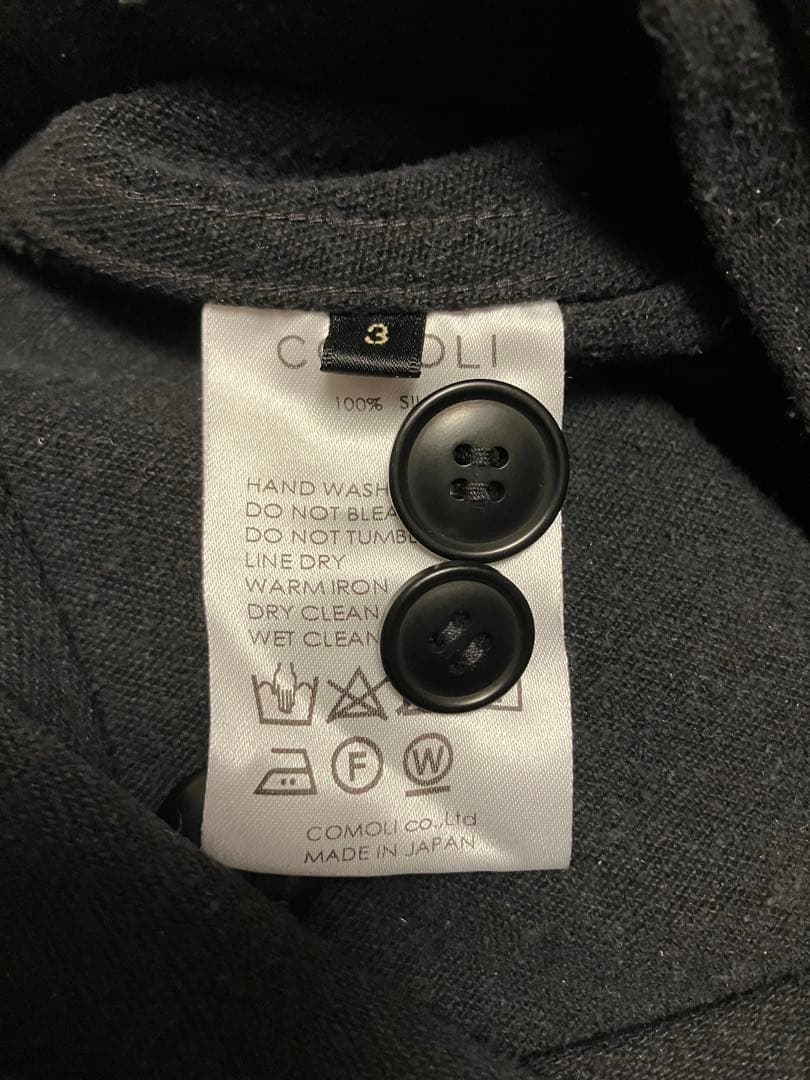 3
COMOLI
100%
HAND WASH
DO NOT
DO NOT
LINE DRY
WARM IRON
DRY CLEAN
WET CLEAN
F W
COMOLI co.,Ltd
MADE IN JAPAN